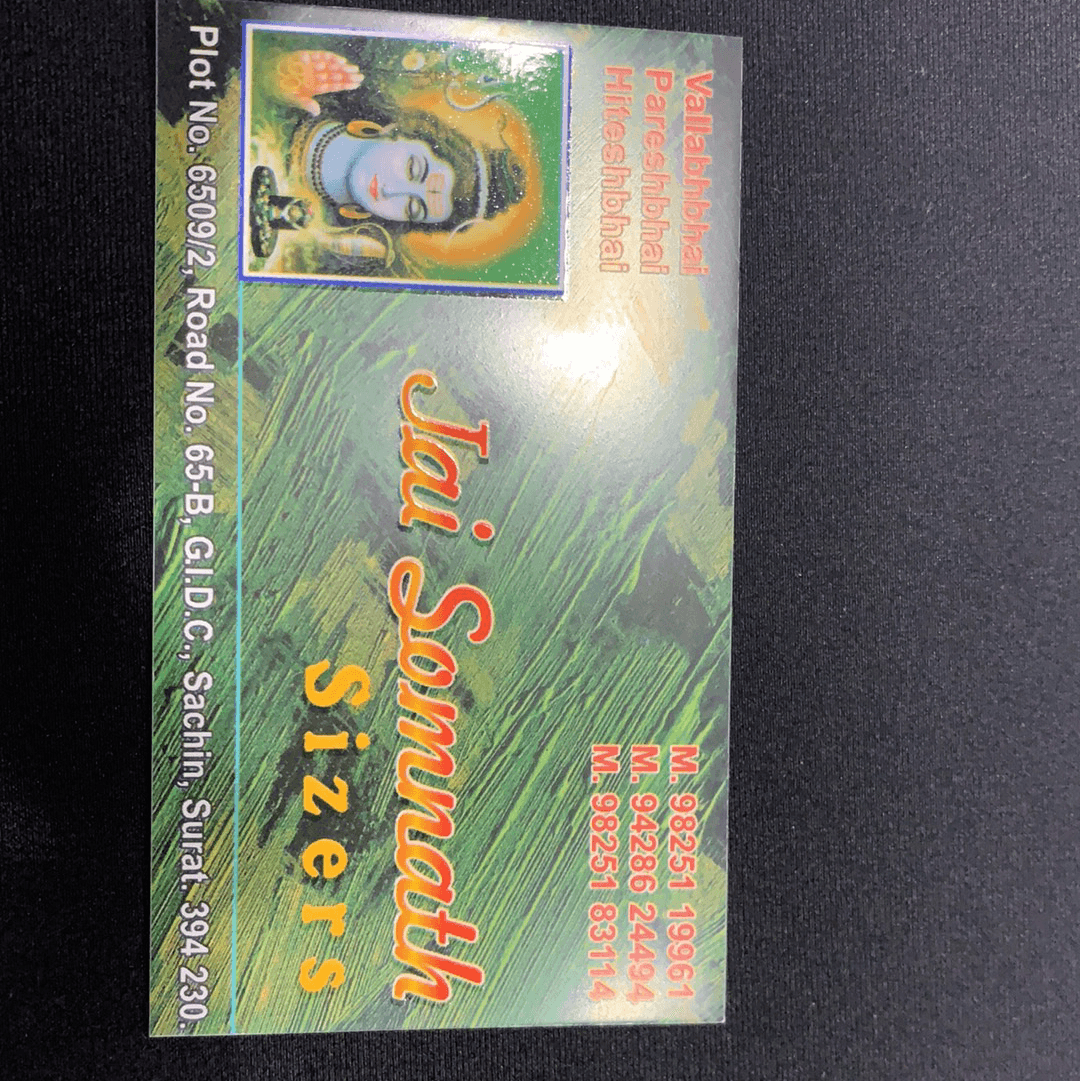 Vallabhbhai
Pareshbhai
Hiteshbhai
M. 98251 19961
M. 94286 24494
M. 98251 83114
Jai Somnath
Sizers
Plot No. 6509/2, Road No. 65-B, G.I.D.C., Sachin, Surat. 394 230.